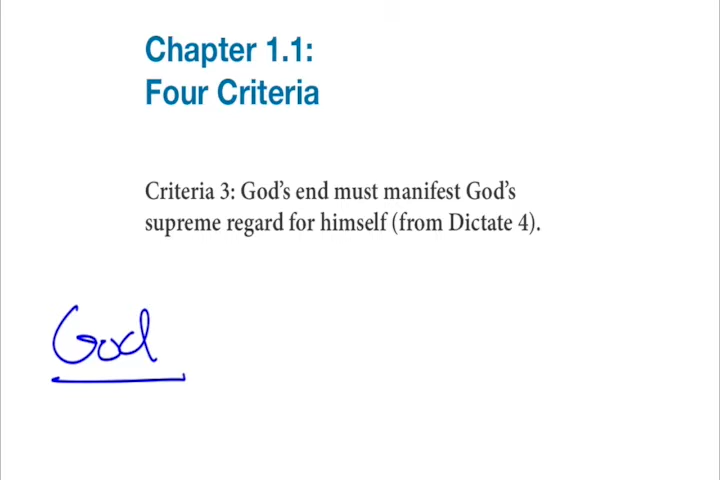 Chapter 1.1:
Four Criteria
Criteria 3: God’s end must manifest God’s
supreme regard for himself (from Dictate 4).
God